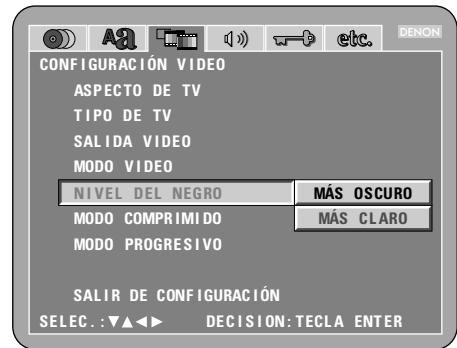 Aa etc. DENON
CONFIGURACIÓN VIDEO
ASPECTO DE TV
TIPO DE TV
SALIDA VIDEO
MODO VIDEO
NIVEL DEL NEGRO MÁS OSCURO
MODO COMPRIMIDO MÁS CLARO
MODO PROGRESIVO
SALIR DE CONFIGURACIÓN
SELEC.:▼▲◄► DECISION:TECLA ENTER